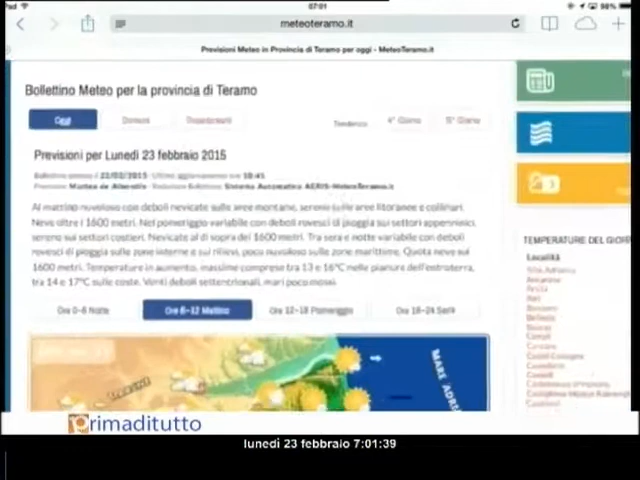 07:01
98%
meteoteramo.it
Previsioni Meteo in Provincia di Teramo per oggi - MeteoTeramo.it
Bollettino Meteo per la provincia di Teramo
Oggi
Domani
Dopodomani
Tendenza
4° Giorno
5° Giorno
Previsioni per Lunedì 23 febbraio 2015
Al mattino nuvoloso con deboli nevicate sulle aree montane, sereno sulle aree litoranee e collinari.
Neve oltre i 1600 metri. Nel pomeriggio variabile con deboli rovesci di pioggia sui settori appenninici,
sereno sui settori costieri. Nevicate al di sopra dei 1600 metri. Tra sera e notte variabile con deboli
rovesci di pioggia sulle zone interne e sui rilievi, poco nuvoloso sulle zone marittime. Quota neve sui
1600 metri. Temperature in aumento, massime comprese tra 13 e 16°C nelle pianure dell'entroterra,
tra 14 e 17°C sulle coste. Venti deboli settentrionali, mari poco mossi.
Ore 0-6 Notte
Ore 6-12 Mattino
Ore 12-18 Pomeriggio
Ore 18-24 Sera
TEMPERATURE DEL GIOR
Località
MARE ADRI
Primaditutto
lunedì 23 febbraio 7:01:39